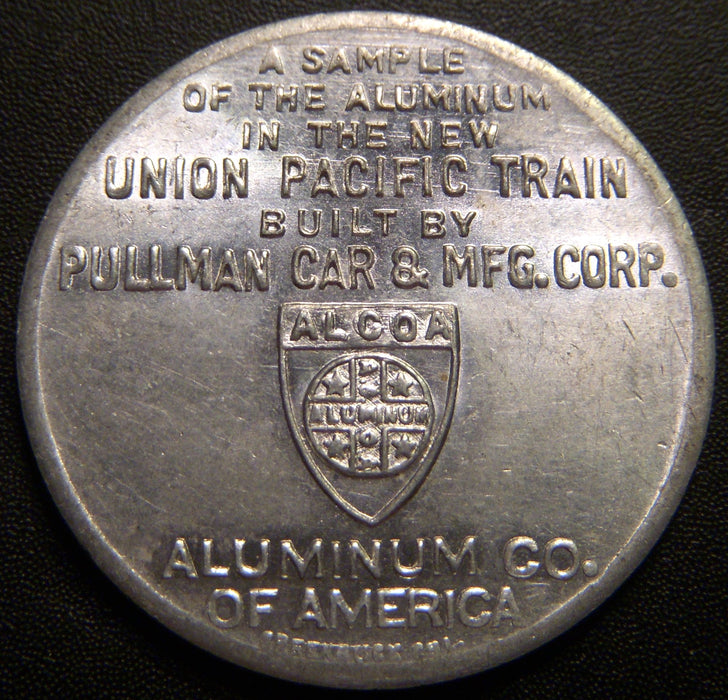 A SAMPLE
OF THE ALUMINUM
IN THE NEW
UNION PACIFIC TRAIN
BUILT BY
PULLMAN CAR & MFG. CORP.
ALCOA
ALUMINUM
ALUMINUM CO.
OF AMERICA